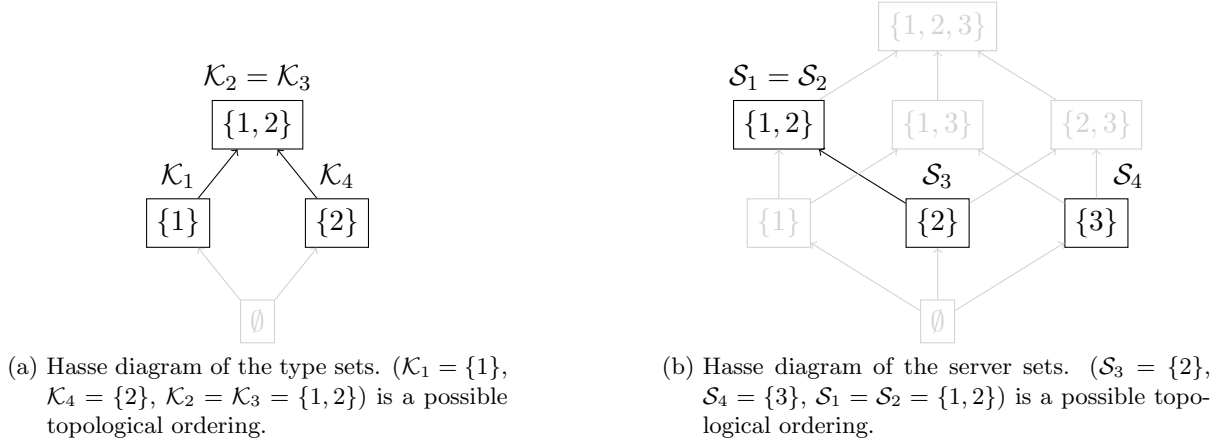 {1, 2, 3}
𝒦₂ = 𝒦₃
𝒮₁ = 𝒮₂
{1, 2}
{1, 2}
{1, 3}
{2, 3}
𝒦₁
𝒦₄
𝒮₃
𝒮₄
{1}
{2}
{1}
{2}
{3}
∅
∅
(a) Hasse diagram of the type sets. (𝒦₁ = {1},
𝒦₄ = {2}, 𝒦₂ = 𝒦₃ = {1, 2}) is a possible
topological ordering.
(b) Hasse diagram of the server sets. (𝒮₃ = {2},
𝒮₄ = {3}, 𝒮₁ = 𝒮₂ = {1, 2}) is a possible topo-
logical ordering.